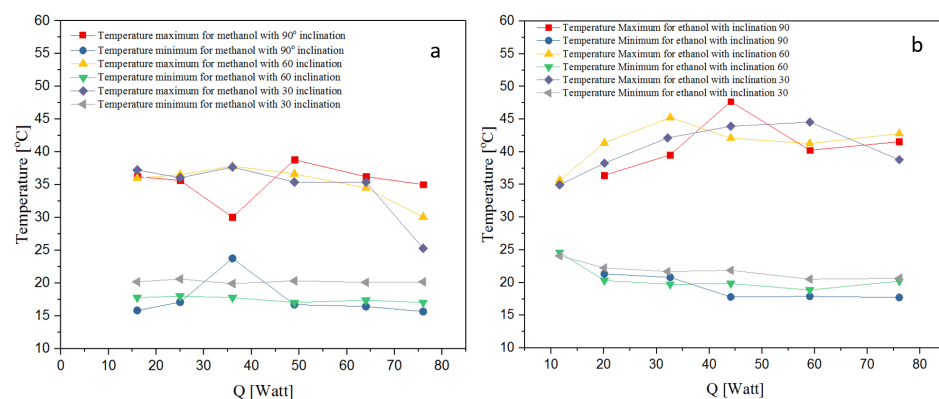 a
Temperature maximum for methanol with 90° inclination
Temperature minimum for methanol with 90° inclination
Temperature maximum for methanol with 60 inclination
Temperature minimum for methanol with 60 inclination
Temperature maximum for methanol with 30 inclination
Temperature minimum for methanol with 30 inclination
Temperature [°C]
60
55
50
45
40
35
30
25
20
15
10
0 10 20 30 40 50 60 70 80
Q [Watt]
b
Temperature Maximum for ethanol with inclination 90
Temperature Minimum for ethanol with inclination 90
Temperature Maximum for ethanol with inclination 60
Temperature Minimum for ethanol with inclination 60
Temperature Maximum for ethanol with inclination 30
Temperature Minimum for ethanol with inclination 30
Temperature [°C]
60
55
50
45
40
35
30
25
20
15
10
10 20 30 40 50 60 70 80
Q [Watt]